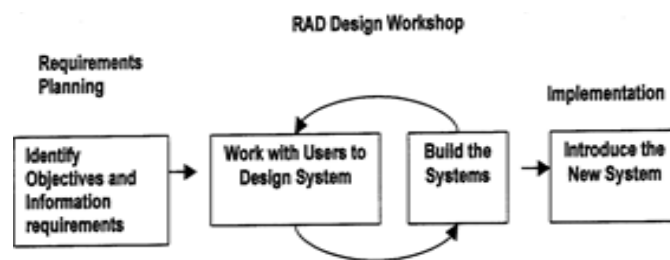 RAD Design Workshop
Requirements
Planning
Implementation
Identify
Objectives and
Information
requirements
Work with Users to
Design System
Build the
Systems
Introduce the
New System